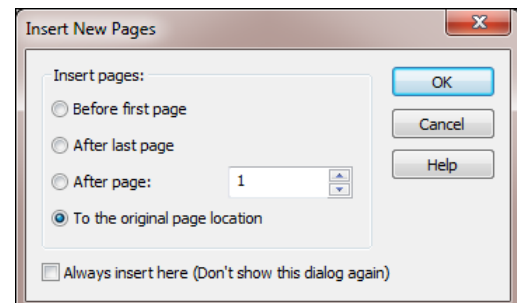 Insert New Pages
Insert pages:
OK
Before first page
Cancel
After last page
Help
After page: 1
To the original page location
Always insert here (Don't show this dialog again)